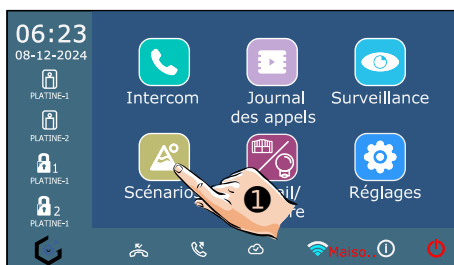 06:23
08-12-2024
PLATINE-1
PLATINE-2
1
PLATINE-1
2
PLATINE-1
Intercom
Journal
des appels
Surveillance
Scénarios
1
Réglages
Maiso..